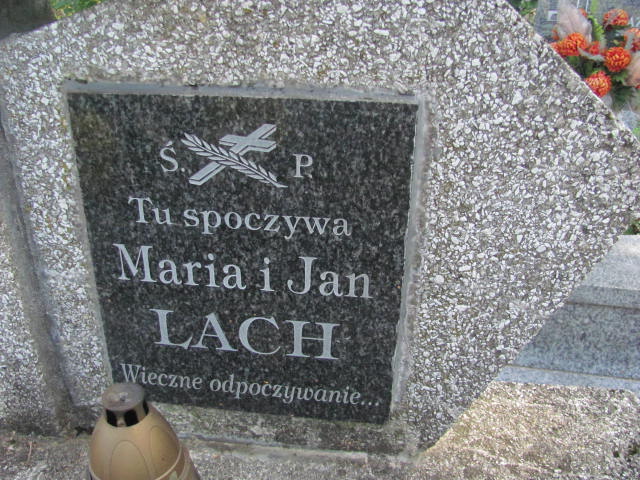 Ś. P.
Tu spoczywa
Maria i Jan
LACH
Wieczne odpoczywanie...